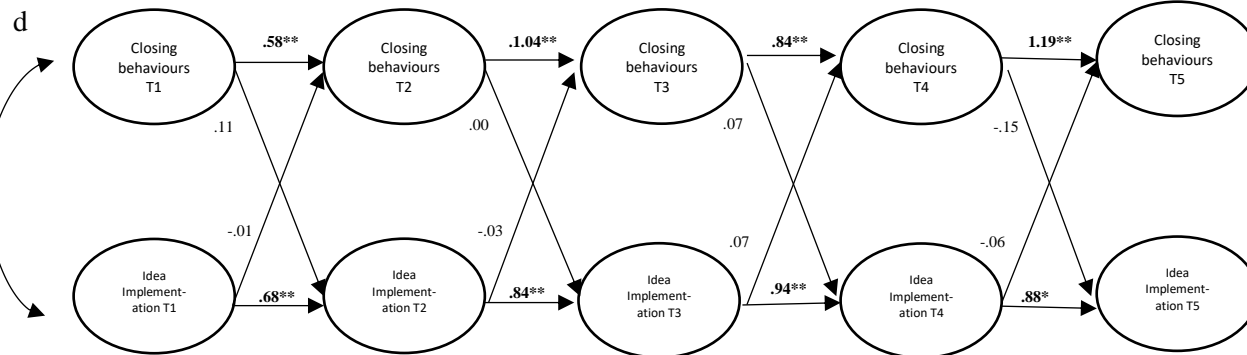 d
Closing
behaviours
T1
.58**
Closing
behaviours
T2
.1.04**
Closing
behaviours
T3
.84**
Closing
behaviours
T4
1.19**
Closing
behaviours
T5
.11
.00
.07
-.15
-.01
-.03
.07
-.06
Idea
Implement-
ation T1
.68**
Idea
Implement-
ation T2
.84**
Idea
Implement-
ation T3
.94**
Idea
Implement-
ation T4
.88*
Idea
Implement-
ation T5